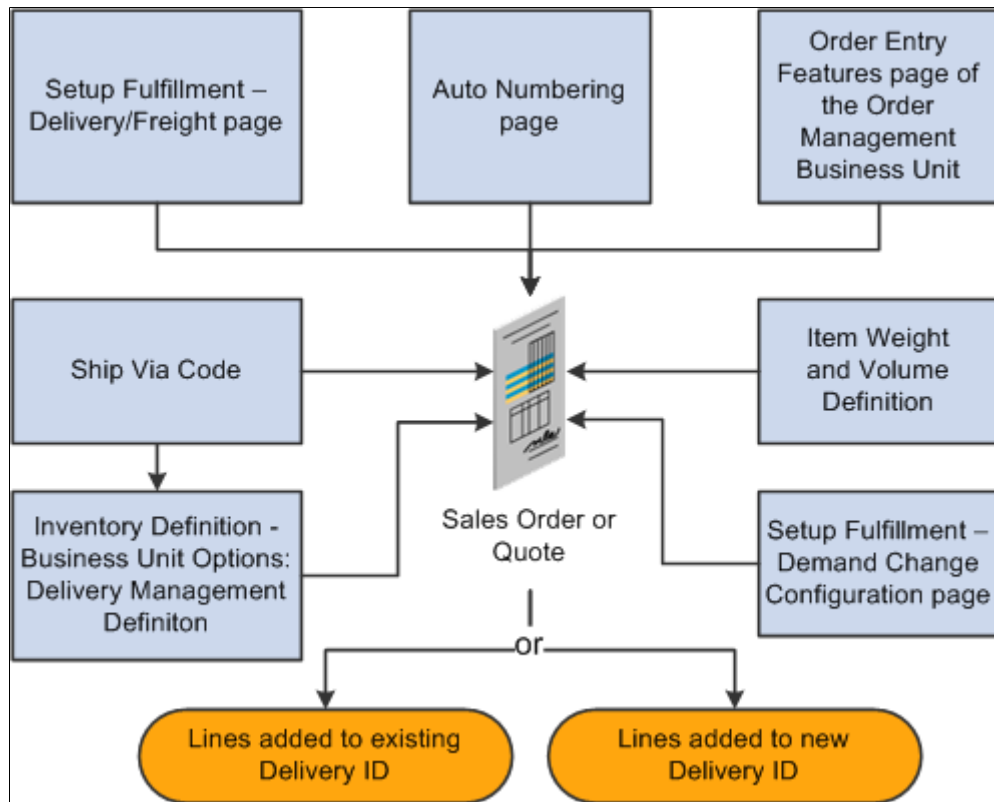 Setup Fulfillment –
Delivery/Freight page
Auto Numbering
page
Order Entry
Features page of
the Order
Management
Business Unit
Ship Via Code
Item Weight
and Volume
Definition
Inventory Definition -
Business Unit Options:
Delivery Management
Definiton
Sales Order or
Quote
Setup Fulfillment –
Demand Change
Configuration page
or
Lines added to existing
Delivery ID
Lines added to new
Delivery ID